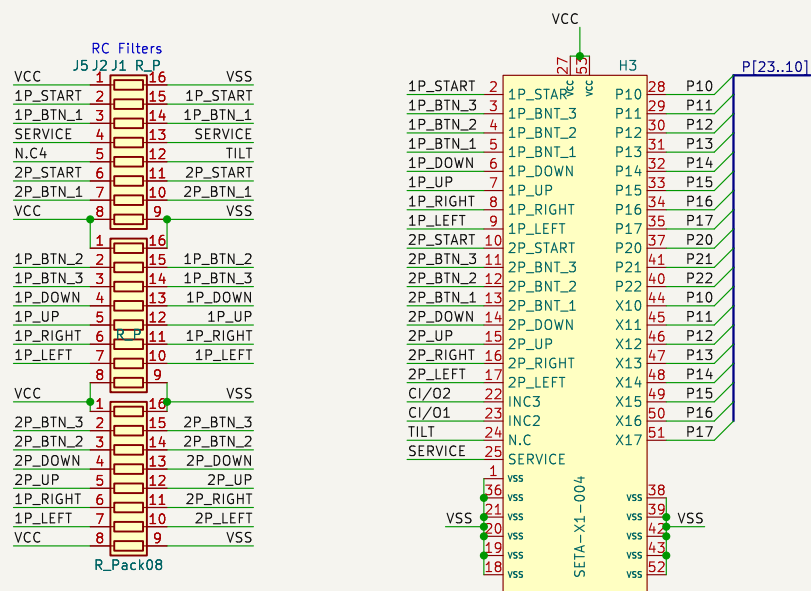 VCC
RC Filters
J5 J2 J1 R_P
VCC 1 16 VSS
1P_START 2 15 1P_START
1P_BTN_1 3 14 1P_BTN_1
SERVICE 4 13 SERVICE
N.C4 5 12 TILT
2P_START 6 11 2P_START
2P_BTN_1 7 10 2P_BTN_1
VCC 8 9 VSS
1 16
1P_BTN_2 2 15 1P_BTN_2
1P_BTN_3 3 14 1P_BTN_3
1P_DOWN 4 13 1P_DOWN
1P_UP 5 12 1P_UP
R_P
1P_RIGHT 6 11 1P_RIGHT
1P_LEFT 7 10 1P_LEFT
8 9
VCC VSS
1 16
2P_BTN_3 2 15 2P_BTN_3
2P_BTN_2 3 14 2P_BTN_2
2P_DOWN 4 13 2P_DOWN
2P_UP 5 12 2P_UP
1P_RIGHT 6 11 2P_RIGHT
1P_LEFT 7 10 2P_LEFT
VCC 8 9 VSS
R_Pack08
27 53 H3 P[23..10]
VCC VCC
1P_START 2 1P_STAR P10 28 P10
1P_BTN_3 3 1P_BNT_3 P11 29 P11
1P_BTN_2 4 1P_BNT_2 P12 30 P12
1P_BTN_1 5 1P_BNT_1 P13 31 P13
1P_DOWN 6 1P_DOWN P14 32 P14
1P_UP 7 1P_UP P15 33 P15
1P_RIGHT 8 1P_RIGHT P16 34 P16
1P_LEFT 9 1P_LEFT P17 35 P17
2P_START 10 2P_START P20 37 P20
2P_BTN_3 11 2P_BNT_3 P21 41 P21
2P_BTN_2 12 2P_BNT_2 P22 40 P22
2P_BTN_1 13 2P_BNT_1 X10 44 P10
2P_DOWN 14 2P_DOWN X11 45 P11
2P_UP 15 2P_UP X12 46 P12
2P_RIGHT 16 2P_RIGHT X13 47 P13
2P_LEFT 17 2P_LEFT X14 48 P14
CI/O2 22 INC3 X15 49 P15
CI/O1 23 INC2 X16 50 P16
TILT 24 N.C X17 51 P17
SERVICE 25 SERVICE
1 VSS
36 VSS VSS 38
21 VSS VSS 39
VSS VSS
20 VSS VSS 42
19 VSS VSS 43
18 VSS VSS 52
SETA-X1-004